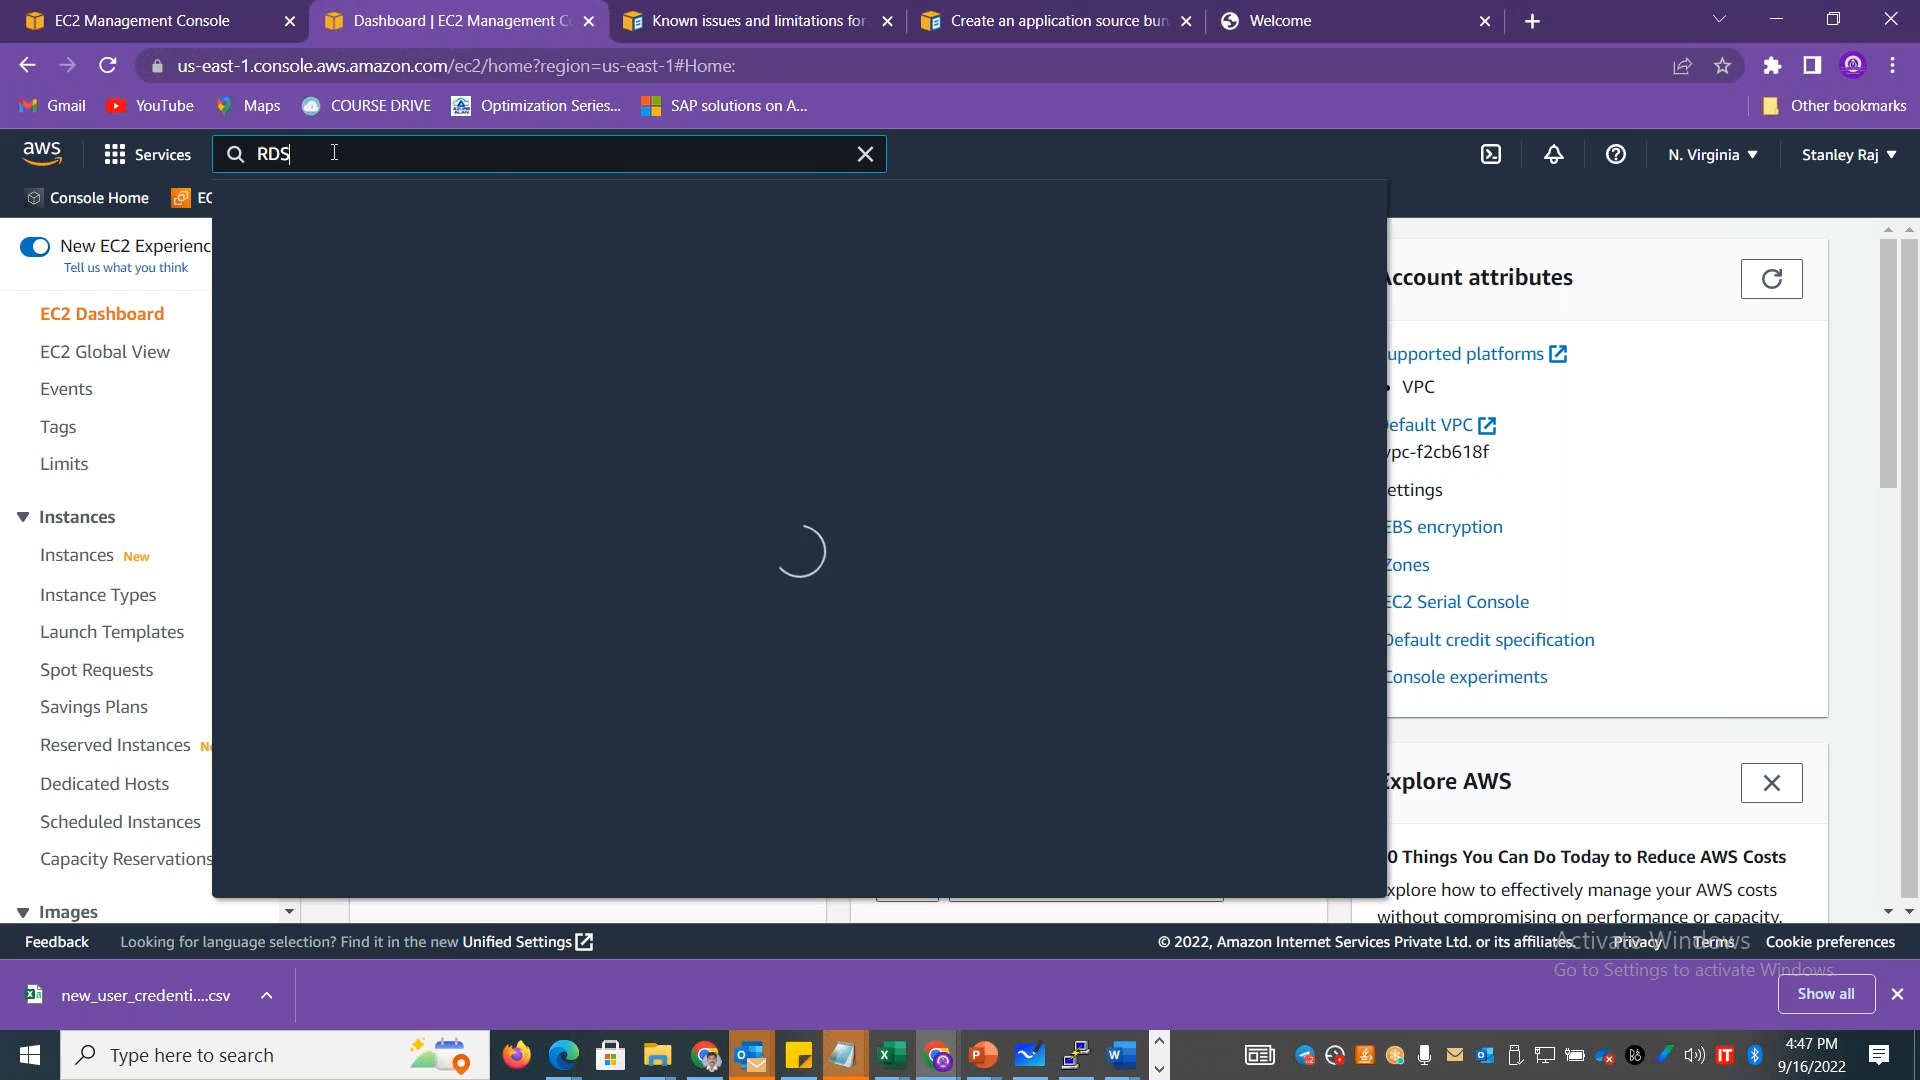 EC2 Management Console
Dashboard | EC2 Management C
Known issues and limitations for
Create an application source bun
Welcome
us-east-1.console.aws.amazon.com/ec2/home?region=us-east-1#Home:
Gmail
YouTube
Maps
COURSE DRIVE
Optimization Series...
SAP solutions on A...
Other bookmarks
aws
Services
RDS
N. Virginia
Stanley Raj
Console Home
EC
New EC2 Experienc
Tell us what you think
EC2 Dashboard
EC2 Global View
Events
Tags
Limits
Instances
Instances New
Instance Types
Launch Templates
Spot Requests
Savings Plans
Reserved Instances Ne
Dedicated Hosts
Scheduled Instances
Capacity Reservations
Images
Account attributes
upported platforms
• VPC
efault VPC
vpc-f2cb618f
ettings
EBS encryption
Zones
EC2 Serial Console
Default credit specification
Console experiments
Explore AWS
0 Things You Can Do Today to Reduce AWS Costs
xplore how to effectively manage your AWS costs
without compromising on performance or capacity.
Feedback
Looking for language selection? Find it in the new Unified Settings
© 2022, Amazon Internet Services Private Ltd. or its affiliates.
Privacy
Terms
Cookie preferences
Activate Windows
Go to Settings to activate Windows.
new_user_credenti....csv
Show all
Type here to search
4:47 PM
9/16/2022